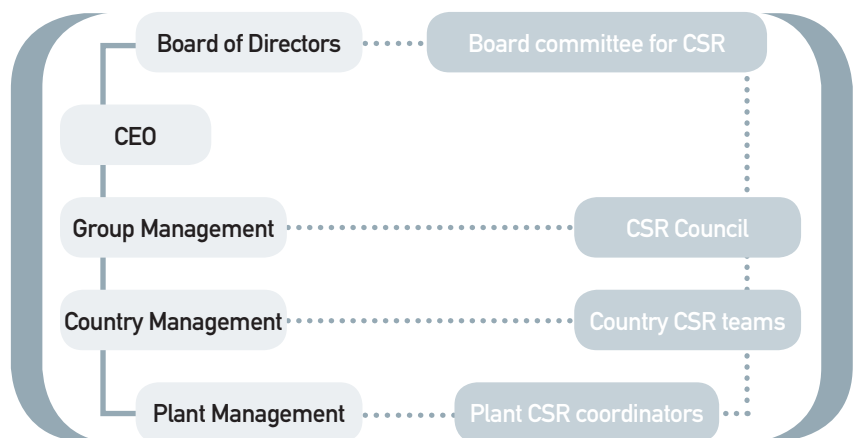 Board of Directors
Board committee for CSR
CEO
Group Management
CSR Council
Country Management
Country CSR teams
Plant Management
Plant CSR coordinators